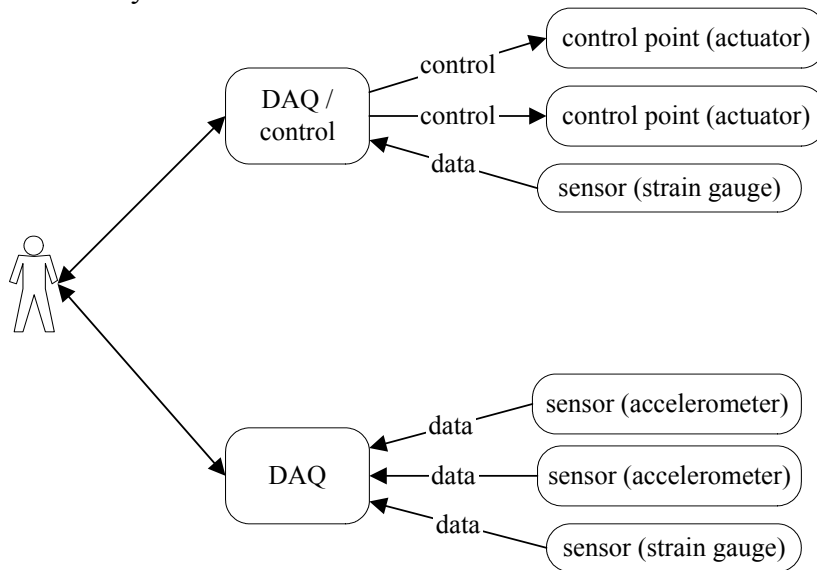 control point (actuator)
control
DAQ /
control
control
control point (actuator)
data
sensor (strain gauge)
sensor (accelerometer)
data
DAQ
data
sensor (accelerometer)
data
sensor (strain gauge)